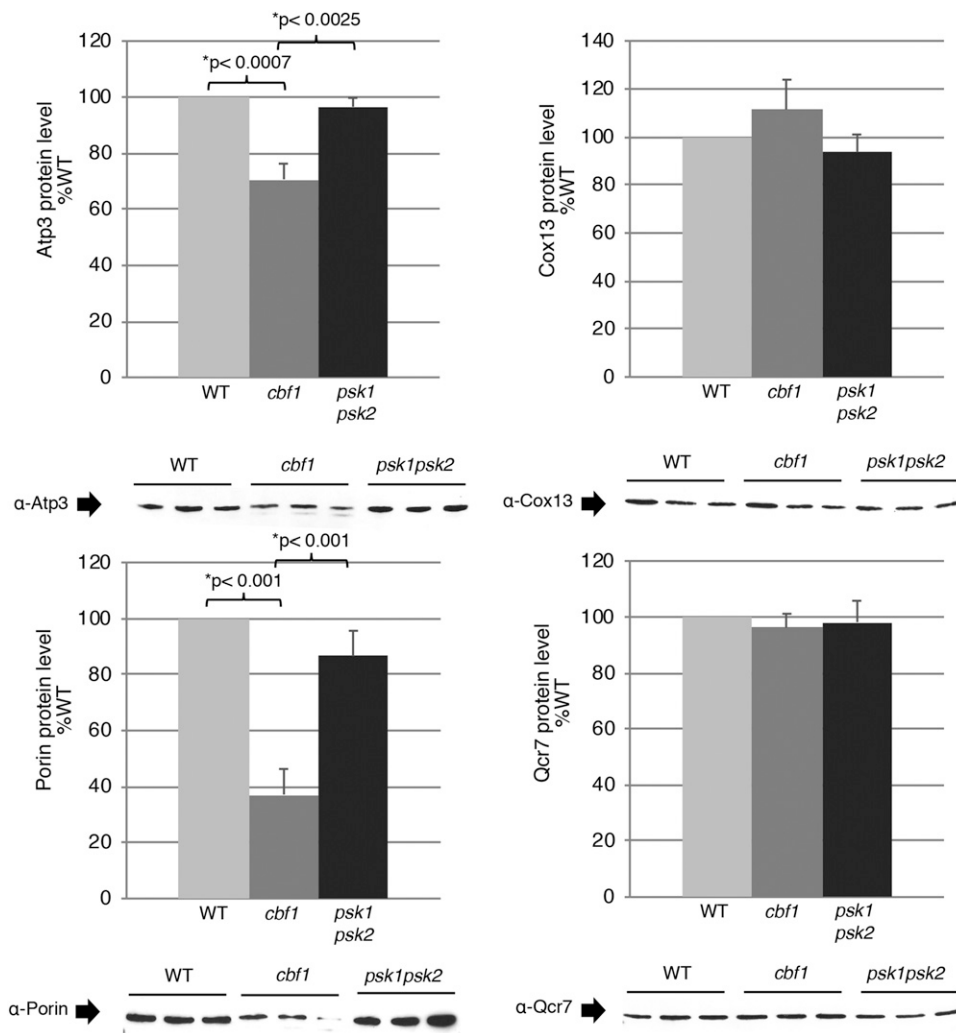 Atp3 protein level
%WT
120
100
80
60
40
20
0
*p< 0.0007
*p< 0.0025
WT
cbf1
psk1
psk2
WT
cbf1
psk1psk2
α-Atp3
Cox13 protein level
%WT
140
120
100
80
60
40
20
0
WT
cbf1
psk1
psk2
WT
cbf1
psk1psk2
α-Cox13
Porin protein level
%WT
120
100
80
60
40
20
0
*p< 0.001
*p< 0.001
WT
cbf1
psk1
psk2
WT
cbf1
psk1psk2
α-Porin
Qcr7 protein level
%WT
120
100
80
60
40
20
0
WT
cbf1
psk1
psk2
WT
cbf1
psk1psk2
α-Qcr7